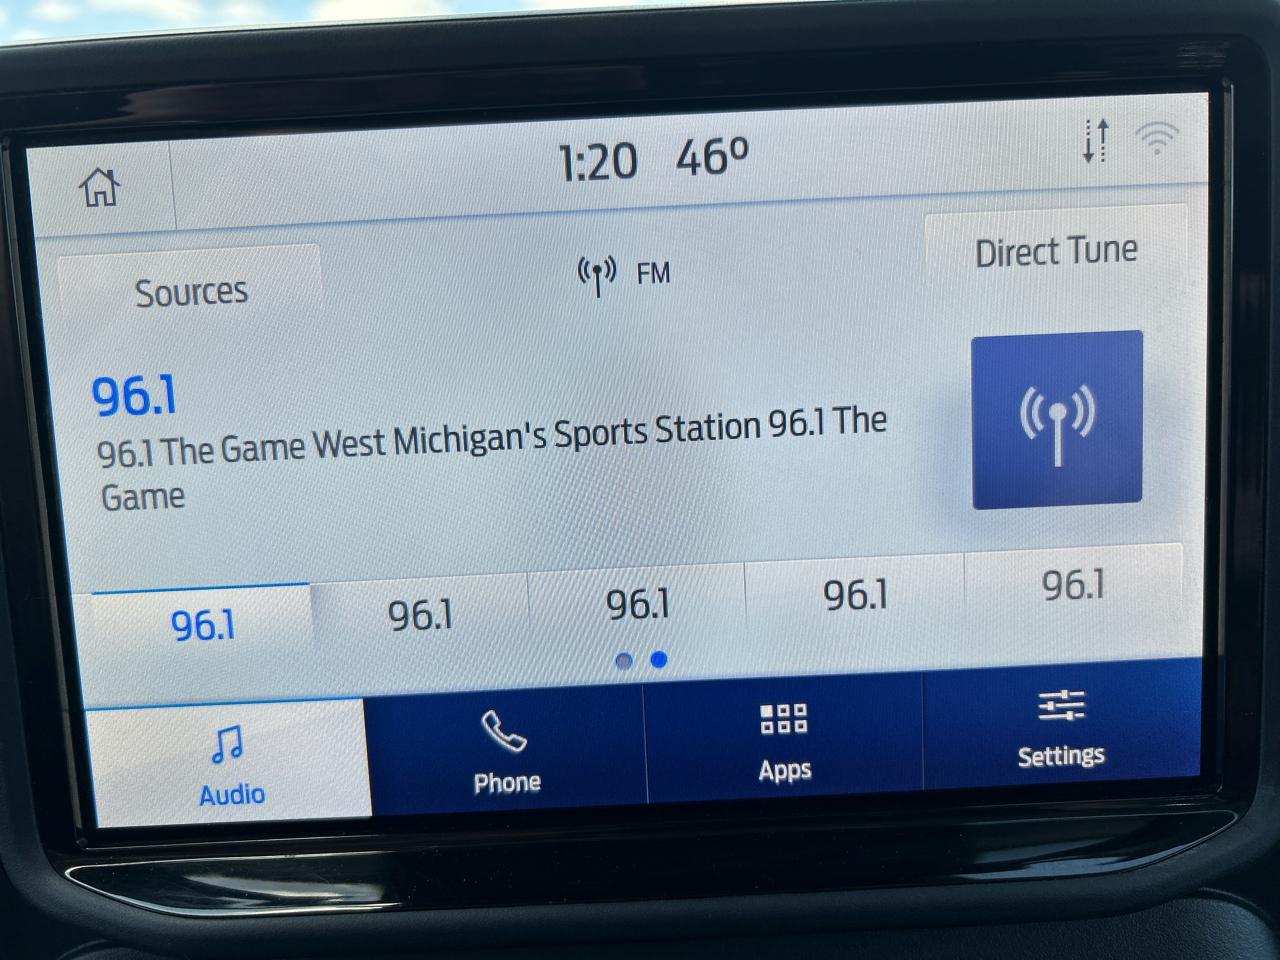 1:20 46º
Sources
FM
Direct Tune
96.1
96.1 The Game West Michigan's Sports Station 96.1 The
Game
96.1 96.1 96.1 96.1 96.1
Audio
Phone
Apps
Settings